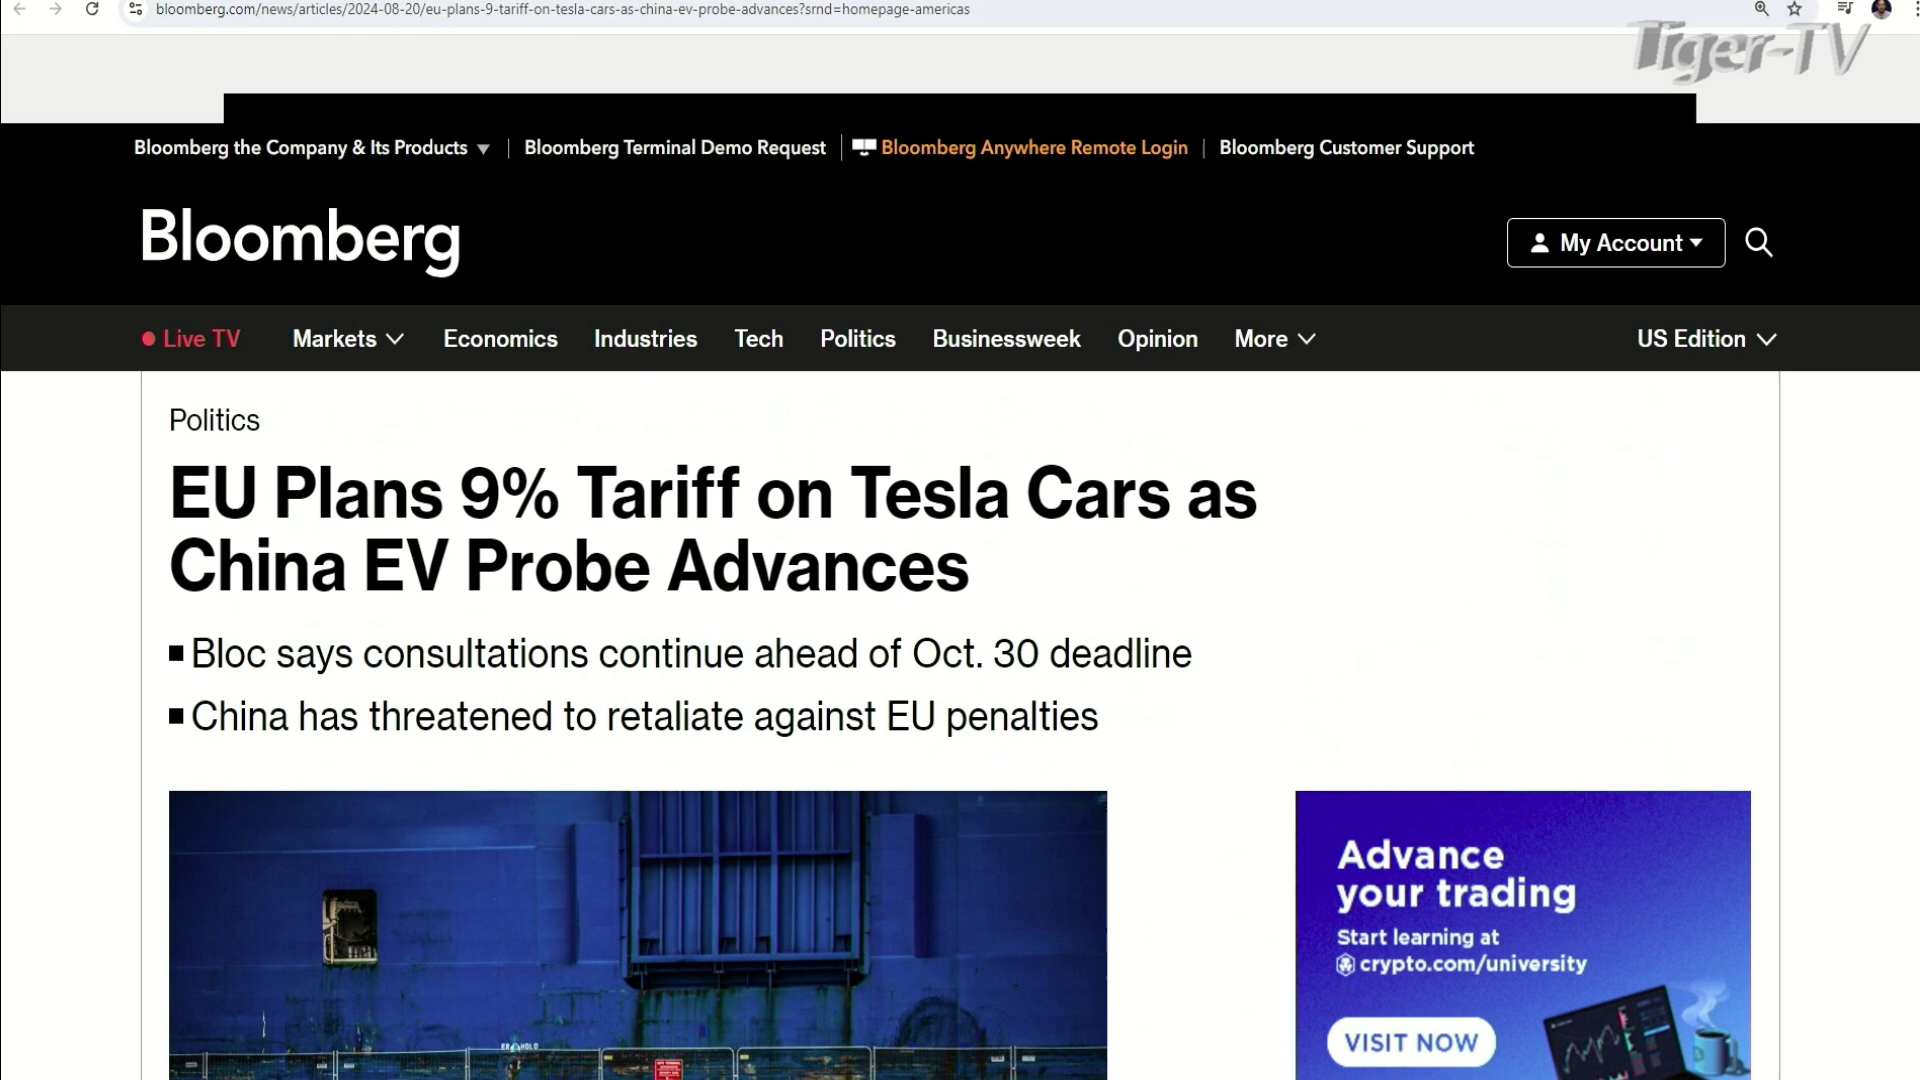 bloomberg.com/news/articles/2024-08-20/eu-plans-9-tariff-on-tesla-cars-as-china-ev-probe-advances?srnd=homepage-americas
Tiger-TV
Bloomberg the Company & Its Products
Bloomberg Terminal Demo Request
Bloomberg Anywhere Remote Login
Bloomberg Customer Support
Bloomberg
My Account
Live TV
Markets
Economics
Industries
Tech
Politics
Businessweek
Opinion
More
US Edition
Politics
EU Plans 9% Tariff on Tesla Cars as
China EV Probe Advances
Bloc says consultations continue ahead of Oct. 30 deadline
China has threatened to retaliate against EU penalties
Advance
your trading
Start learning at
crypto.com/university
VISIT NOW